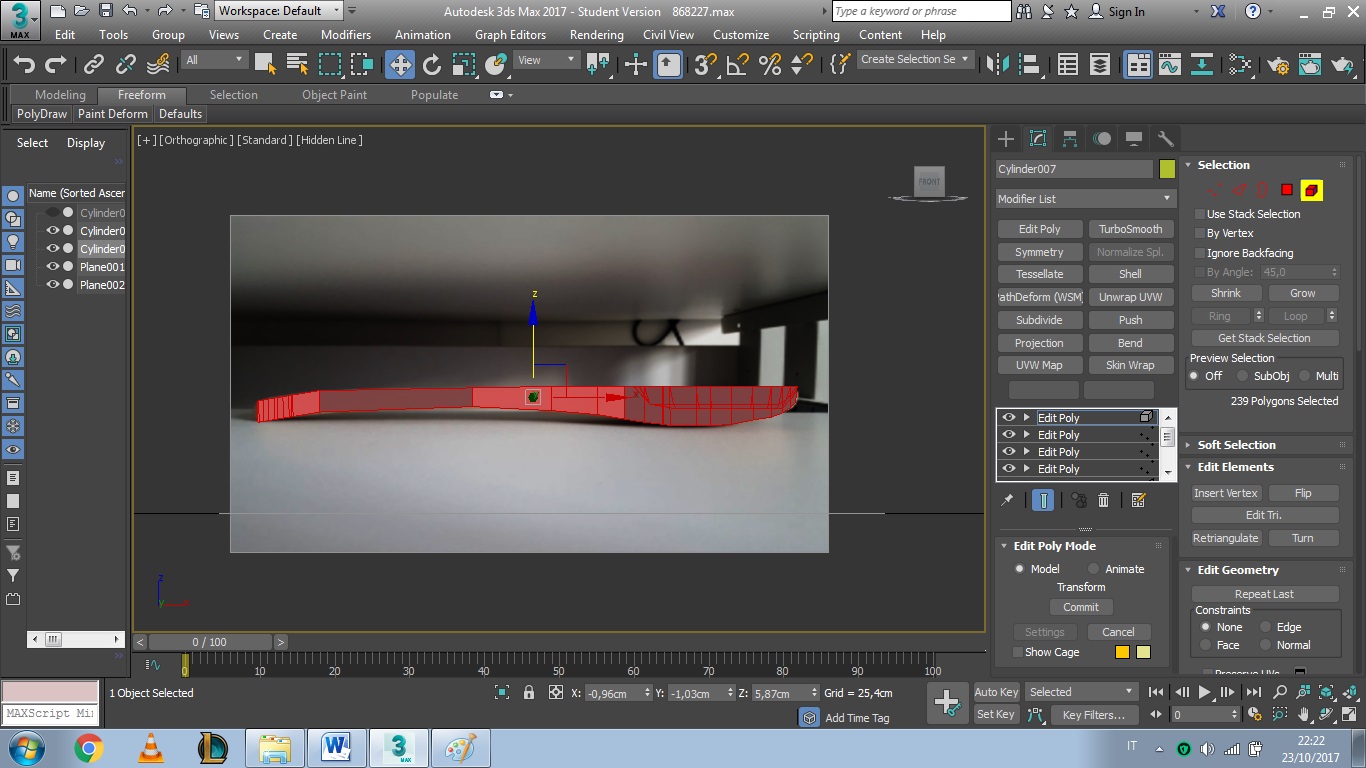 Workspace: Default
Autodesk 3ds Max 2017 - Student Version 868227.max
Type a keyword or phrase
Sign In
3
MAX
Edit Tools Group Views Create Modifiers Animation Graph Editors Rendering Civil View Customize Scripting Content Help
All
View
Create Selection Se
Modeling Freeform Selection Object Paint Populate
PolyDraw Paint Deform Defaults
Select Display
Name (Sorted Ascer
Cylinder0
Cylinder0
Cylinder0
Plane001
Plane002
[+] [Orthographic] [Standard] [Hidden Line]
FRONT
z
z
x
y
0 / 100
0 10 20 30 40 50 60 70 80 90 100
Cylinder007
Modifier List
Edit Poly TurboSmooth
Symmetry Normalize Spl.
Tessellate Shell
PathDeform (WSM) Unwrap UVW
Subdivide Push
Projection Bend
UVW Map Skin Wrap
Edit Poly
Edit Poly
Edit Poly
Edit Poly
Edit Poly Mode
Model Animate
Transform
Commit
Settings Cancel
Show Cage
Selection
Use Stack Selection
By Vertex
Ignore Backfacing
By Angle: 45,0
Shrink Grow
Ring Loop
Get Stack Selection
Preview Selection
Off SubObj Multi
239 Polygons Selected
Soft Selection
Edit Elements
Insert Vertex Flip
Edit Tri.
Retriangulate Turn
Edit Geometry
Repeat Last
Constraints
None Edge
Face Normal
Preserve UVs
1 Object Selected
MAXScript Mi
X: -0,96cm Y: -1,03cm Z: 5,87cm Grid = 25,4cm
Add Time Tag
Auto Key Selected
Set Key Key Filters...
0
IT
22:22
23/10/2017